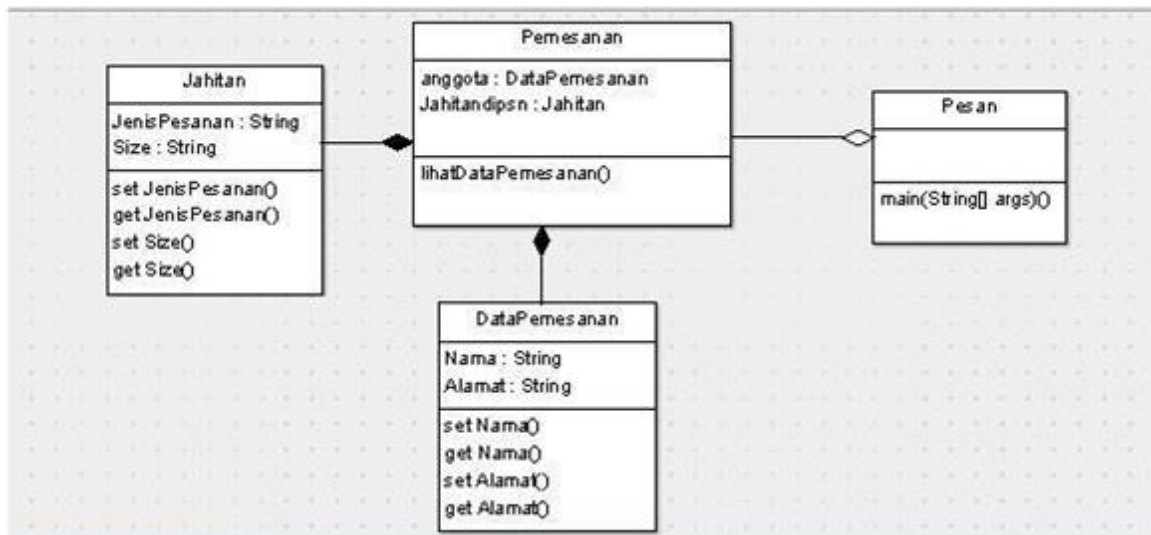 Jahitan
JenisPesanan : String
Size : String
set JenisPesanan()
get JenisPesanan()
set Size()
get Size()
Pemesanan
anggota : DataPemesanan
Jahitandipsn : Jahitan
lihatDataPemesanan()
Pesan
main(String[] args)()
DataPemesanan
Nama : String
Alamat : String
set Nama()
get Nama()
set Alamat()
get Alamat()